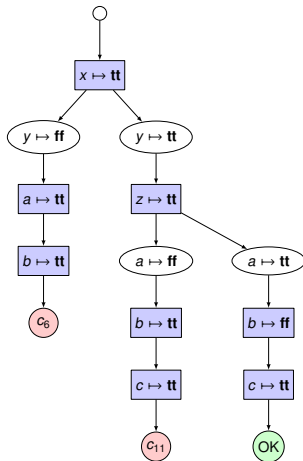 x ↦ tt
y ↦ ff y ↦ tt
a ↦ tt z ↦ tt
b ↦ tt a ↦ ff a ↦ tt
c₆ b ↦ tt b ↦ ff
c ↦ tt c ↦ tt
c₁₁ OK